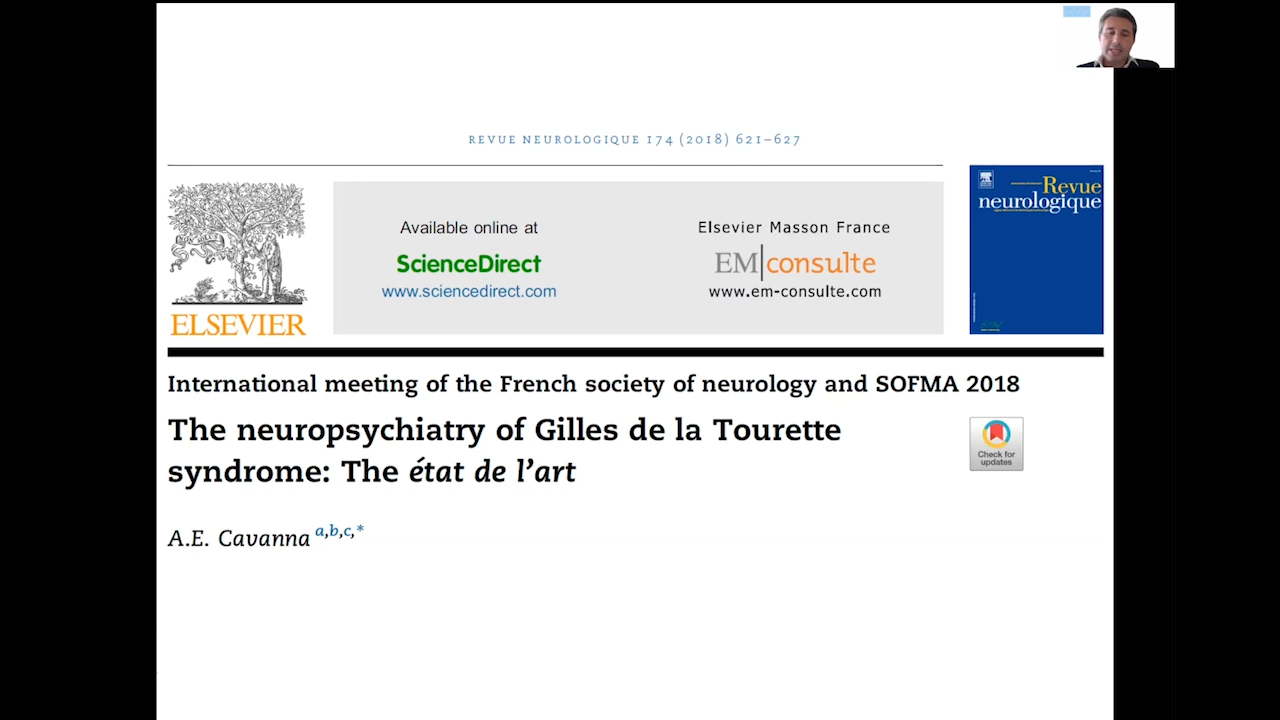 REVUE NEUROLOGIQUE 174 (2018) 621–627
ELSEVIER
Available online at
ScienceDirect
www.sciencedirect.com
Elsevier Masson France
EM|consulte
www.em-consulte.com
Revue
neurologique
International meeting of the French society of neurology and SOFMA 2018
The neuropsychiatry of Gilles de la Tourette
syndrome: The état de l'art
Check for
updates
A.E. Cavanna a,b,c,*